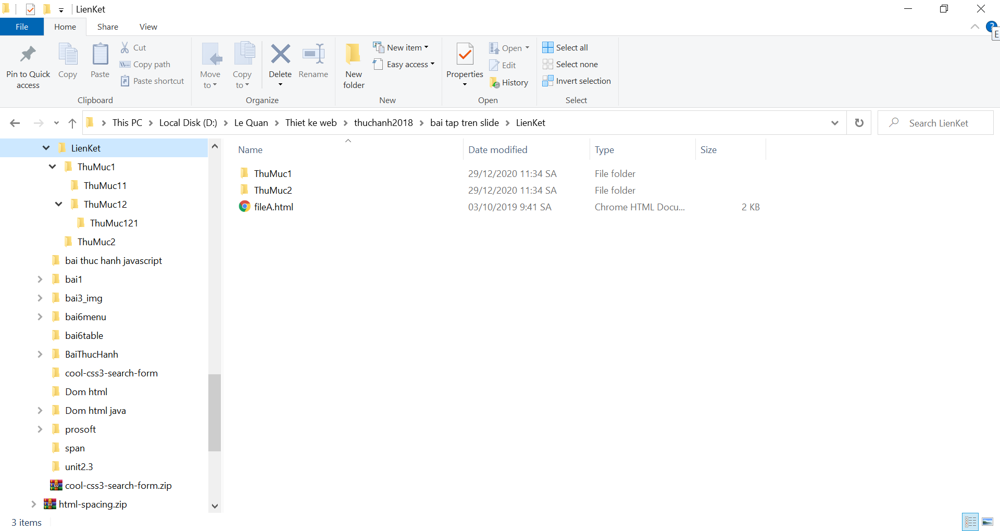 LienKet
File
Home
Share
View
?
E
Pin to Quick access
Copy
Paste
Cut
Copy path
Paste shortcut
Clipboard
Move to
Copy to
Delete
Rename
Organize
New folder
New item
Easy access
New
Properties
Open
Edit
History
Open
Select all
Select none
Invert selection
Select
This PC > Local Disk (D:) > Le Quan > Thiet ke web > thuchanh2018 > bai tap tren slide > LienKet
Search LienKet
LienKet
ThuMuc1
ThuMuc11
ThuMuc12
ThuMuc121
ThuMuc2
bai thuc hanh javascript
bai1
bai3_img
bai6menu
bai6table
BaiThucHanh
cool-css3-search-form
Dom html
Dom html java
prosoft
span
unit2.3
cool-css3-search-form.zip
html-spacing.zip
Name Date modified Type Size
ThuMuc1 29/12/2020 11:34 SA File folder
ThuMuc2 29/12/2020 11:34 SA File folder
fileA.html 03/10/2019 9:41 SA Chrome HTML Docu... 2 KB
3 items